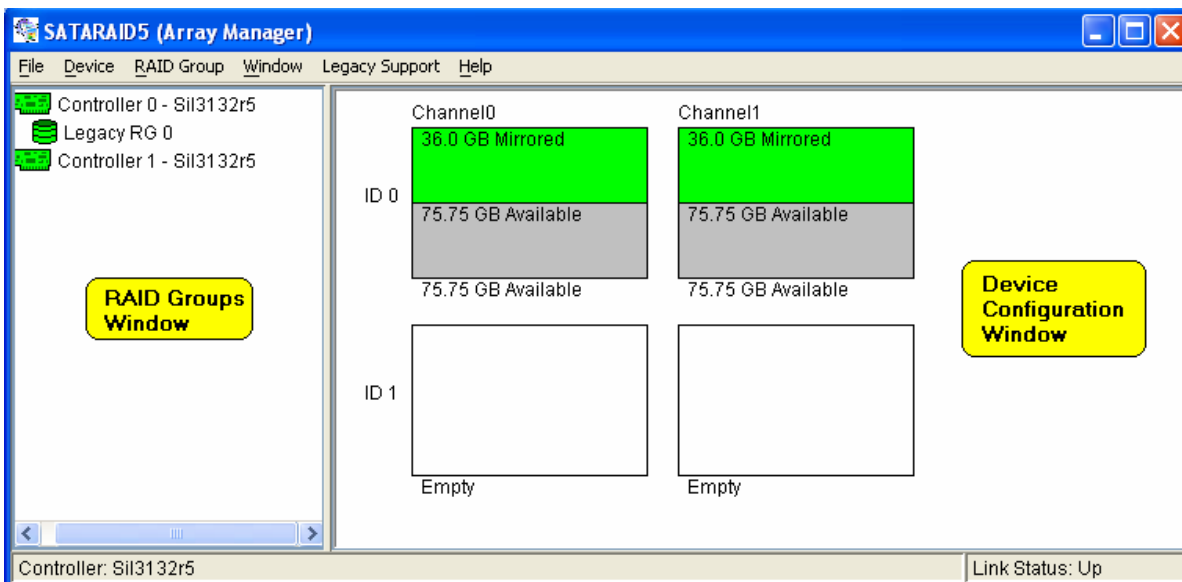 SATARAID5 (Array Manager)
File Device RAID Group Window Legacy Support Help
Controller 0 - SiI3132r5
Legacy RG 0
Controller 1 - SiI3132r5
RAID Groups
Window
Channel0 Channel1
36.0 GB Mirrored 36.0 GB Mirrored
ID 0
75.75 GB Available 75.75 GB Available
75.75 GB Available 75.75 GB Available
Device
Configuration
Window
ID 1
Empty Empty
Controller: SiI3132r5 Link Status: Up